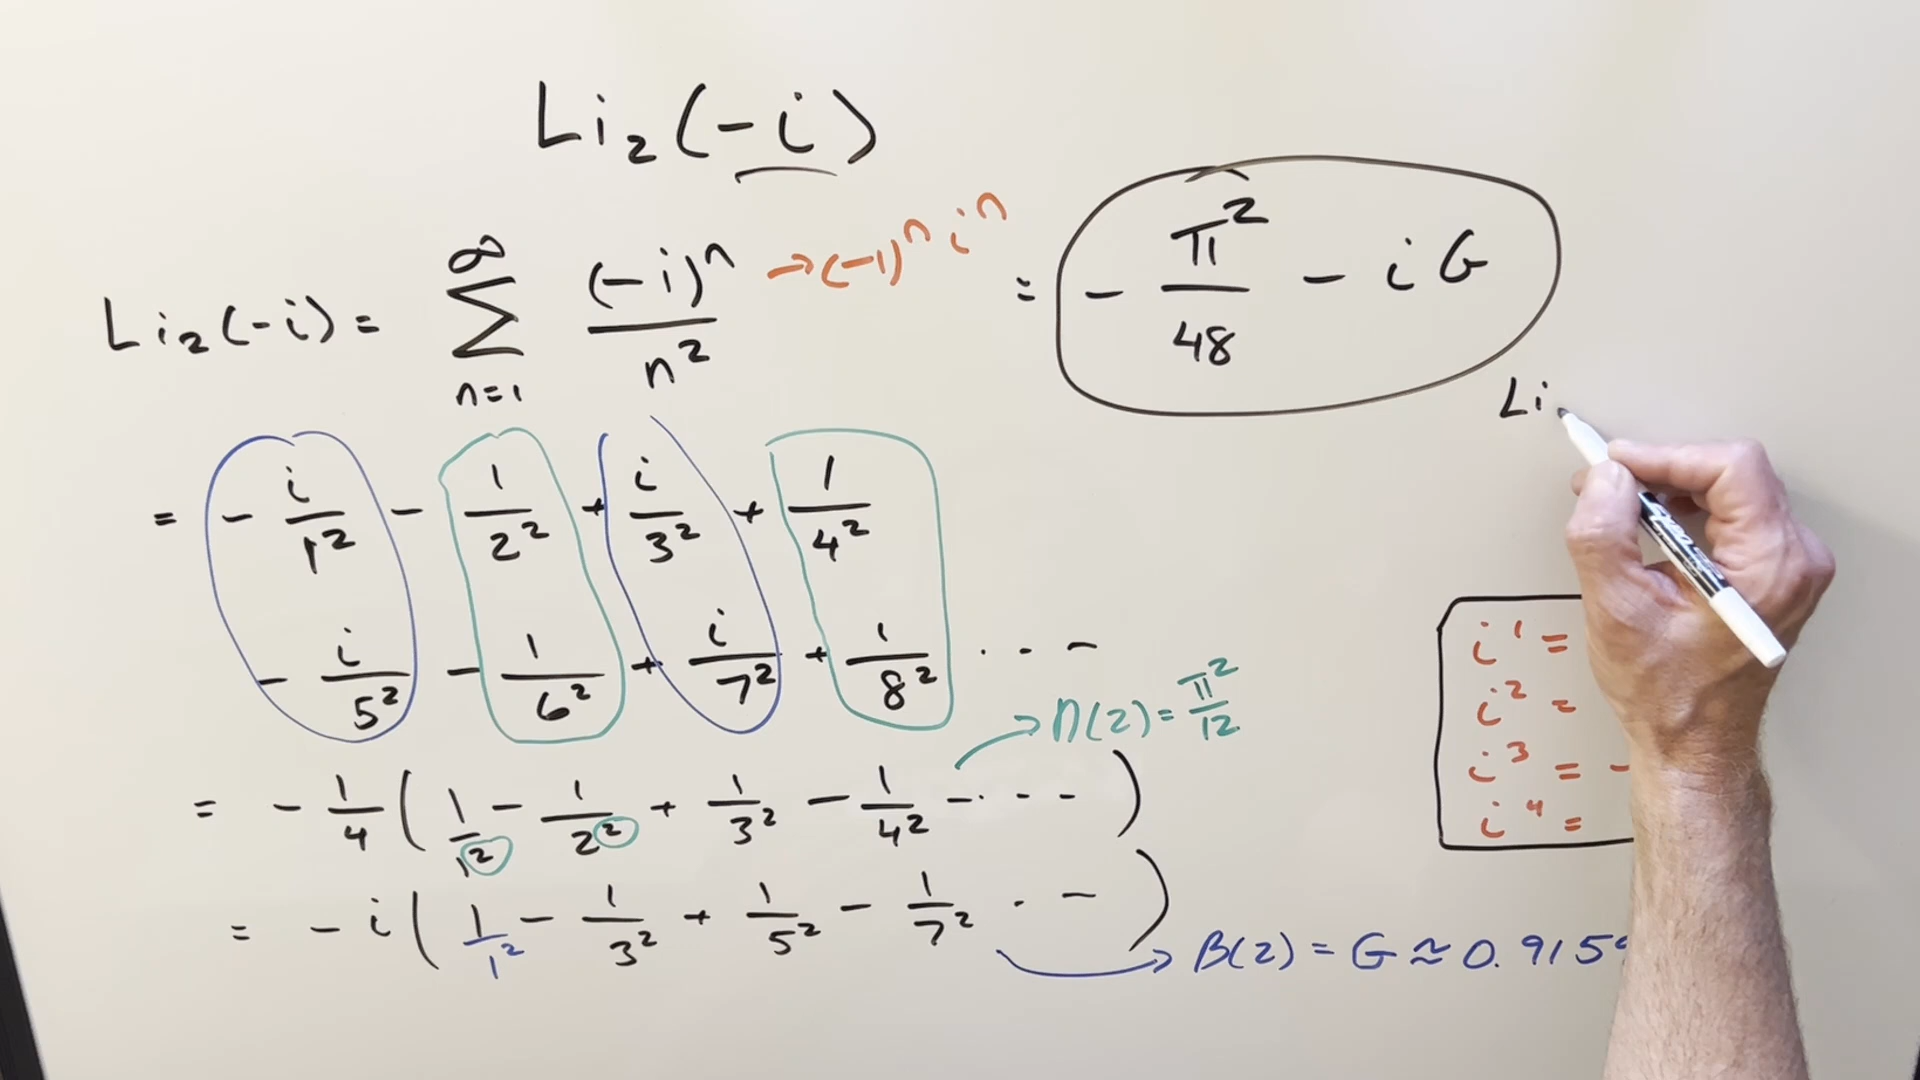 Li₂(-i)
Li₂(-i) = ∑_{n=1}^{∞} (-i)ⁿ/n² → (-1)ⁿ iⁿ = - π²/48 - iG
Li
= - i/1² - 1/2² + i/3² + 1/4²
- i/5² - 1/6² + i/7² + 1/8² ...
→ η(2) = π²/12
= - 1/4 ( 1/1² - 1/2² + 1/3² - 1/4² - ... )
= - i ( 1/1² - 1/3² + 1/5² - 1/7² ... )
→ β(2) = G ≈ 0.915
i¹ =
i² =
i³ = -
i⁴ =
EXPO